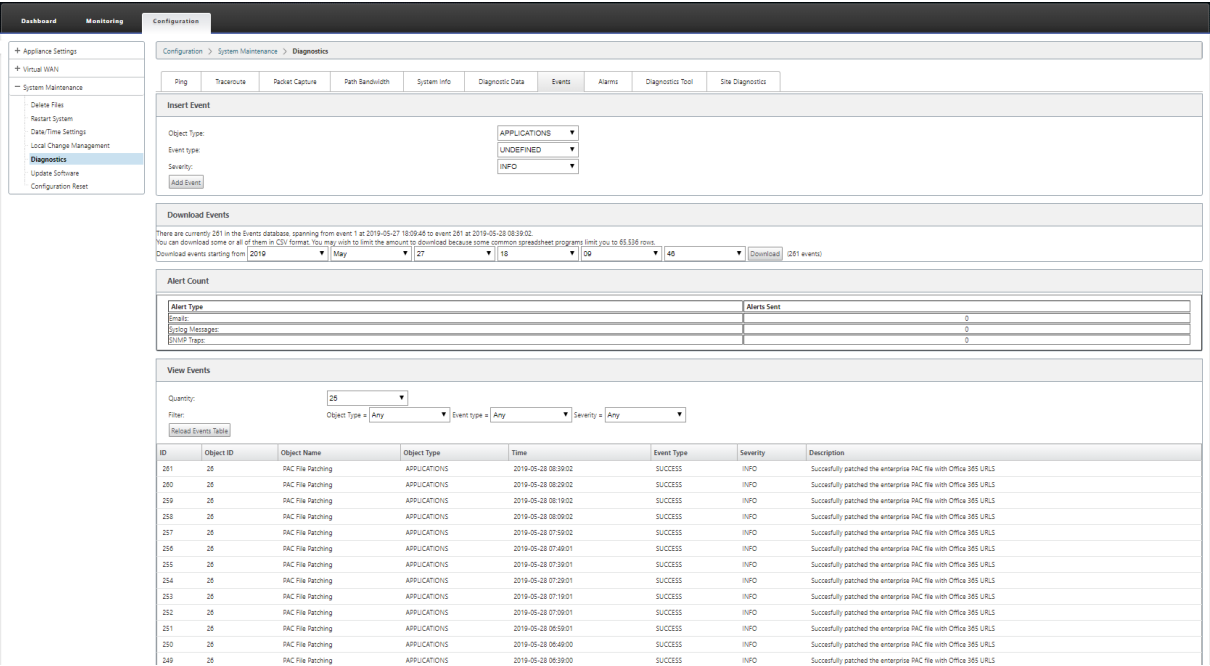 Dashboard Monitoring Configuration
+ Appliance Settings
+ Virtual WAN
− System Maintenance
Delete Files
Restart System
Date/Time Settings
Local Change Management
Diagnostics
Update Software
Configuration Reset
Configuration > System Maintenance > Diagnostics
Ping Traceroute Packet Capture Path Bandwidth System Info Diagnostic Data Events Alarms Diagnostics Tool Site Diagnostics
Insert Event
Object Type: APPLICATIONS
Event type: UNDEFINED
Severity: INFO
Add Event
Download Events
There are currently 261 in the Events database, spanning from event 1 at 2019-05-27 18:09:46 to event 261 at 2019-05-28 08:39:02.
You can download some or all of them in CSV format. You may wish to limit the amount to download because some common spreadsheet programs limit you to 65,536 rows.
Download events starting from 2019 May 27 18 09 46 Download (261 events)
Alert Count
Alert Type Alerts Sent
Emails: 0
Syslog Messages: 0
SNMP Traps: 0
View Events
Quantity: 25
Filter: Object Type = Any Event type = Any Severity = Any
Reload Events Table
ID Object ID Object Name Object Type Time Event Type Severity Description
261 26 PAC File Patching APPLICATIONS 2019-05-28 08:39:02 SUCCESS INFO Succesfully patched the enterprise PAC file with Office 365 URLS
260 26 PAC File Patching APPLICATIONS 2019-05-28 08:29:02 SUCCESS INFO Succesfully patched the enterprise PAC file with Office 365 URLS
259 26 PAC File Patching APPLICATIONS 2019-05-28 08:19:02 SUCCESS INFO Succesfully patched the enterprise PAC file with Office 365 URLS
258 26 PAC File Patching APPLICATIONS 2019-05-28 08:09:02 SUCCESS INFO Succesfully patched the enterprise PAC file with Office 365 URLS
257 26 PAC File Patching APPLICATIONS 2019-05-28 07:59:02 SUCCESS INFO Succesfully patched the enterprise PAC file with Office 365 URLS
256 26 PAC File Patching APPLICATIONS 2019-05-28 07:49:01 SUCCESS INFO Succesfully patched the enterprise PAC file with Office 365 URLS
255 26 PAC File Patching APPLICATIONS 2019-05-28 07:39:01 SUCCESS INFO Succesfully patched the enterprise PAC file with Office 365 URLS
254 26 PAC File Patching APPLICATIONS 2019-05-28 07:29:01 SUCCESS INFO Succesfully patched the enterprise PAC file with Office 365 URLS
253 26 PAC File Patching APPLICATIONS 2019-05-28 07:19:01 SUCCESS INFO Succesfully patched the enterprise PAC file with Office 365 URLS
252 26 PAC File Patching APPLICATIONS 2019-05-28 07:09:01 SUCCESS INFO Succesfully patched the enterprise PAC file with Office 365 URLS
251 26 PAC File Patching APPLICATIONS 2019-05-28 06:59:01 SUCCESS INFO Succesfully patched the enterprise PAC file with Office 365 URLS
250 26 PAC File Patching APPLICATIONS 2019-05-28 06:49:00 SUCCESS INFO Succesfully patched the enterprise PAC file with Office 365 URLS
249 26 PAC File Patching APPLICATIONS 2019-05-28 06:39:00 SUCCESS INFO Succesfully patched the enterprise PAC file with Office 365 URLS